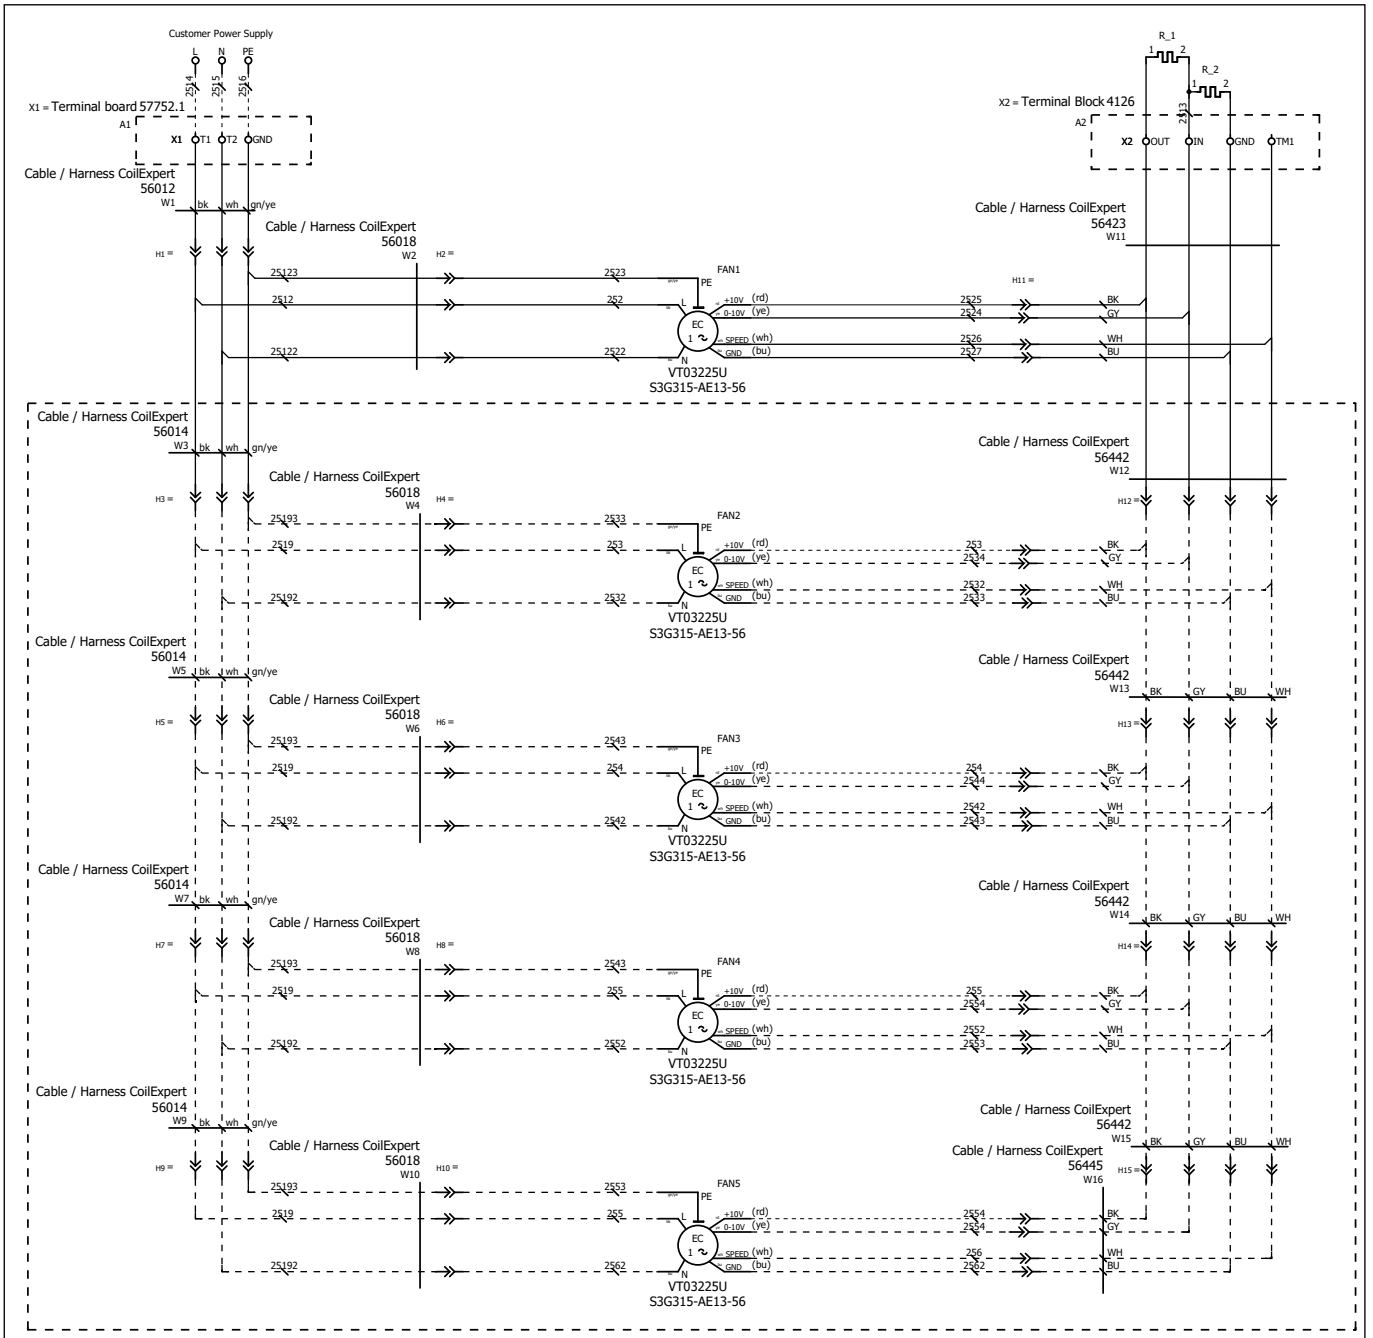 Customer Power Supply
L N PE
2514 2515 2516
X1 = Terminal board 57752.1
A1
X1 T1 T2 GND
R_1
1 2
R_2
1 2
X2 = Terminal Block 4126
2513
A2
X2 OUT IN GND TM1
Cable / Harness CoilExpert
56012
W1 bk wh gn/ye
Cable / Harness CoilExpert
56423
W11
Cable / Harness CoilExpert
56018
W2
H1 =
H2 =
H11 =
25123 2523 FAN1
PE
2512 252 L +10V (rd) 2525 BK
0-10V (ye) 2524 GY
EC
1 ~
SPEED (wh) 2526 WH
25122 2522 N GND (bu) 2527 BU
VT03225U
S3G315-AE13-56
Cable / Harness CoilExpert
56014
W3 bk wh gn/ye
Cable / Harness CoilExpert
56442
W12
Cable / Harness CoilExpert
56018
W4
H3 =
H4 =
H12 =
25193 2533 FAN2
PE
2519 253 L +10V (rd) 253 BK
0-10V (ye) 2534 GY
EC
1 ~
SPEED (wh) 2532 WH
25192 2532 N GND (bu) 2533 BU
VT03225U
S3G315-AE13-56
Cable / Harness CoilExpert
56014
W5 bk wh gn/ye
Cable / Harness CoilExpert
56442
W13 BK GY BU WH
Cable / Harness CoilExpert
56018
W6
H5 =
H6 =
H13 =
25193 2543 FAN3
PE
2519 254 L +10V (rd) 254 BK
0-10V (ye) 2544 GY
EC
1 ~
SPEED (wh) 2542 WH
25192 2542 N GND (bu) 2543 BU
VT03225U
S3G315-AE13-56
Cable / Harness CoilExpert
56014
W7 bk wh gn/ye
Cable / Harness CoilExpert
56442
W14 BK GY BU WH
Cable / Harness CoilExpert
56018
W8
H7 =
H8 =
H14 =
25193 2543 FAN4
PE
2519 255 L +10V (rd) 255 BK
0-10V (ye) 2554 GY
EC
1 ~
SPEED (wh) 2552 WH
25192 2552 N GND (bu) 2553 BU
VT03225U
S3G315-AE13-56
Cable / Harness CoilExpert
56014
W9 bk wh gn/ye
Cable / Harness CoilExpert
56442
W15 BK GY BU WH
Cable / Harness CoilExpert
56018
W10
Cable / Harness CoilExpert
56445
W16
H9 =
H10 =
H15 =
25193 2553 FAN5
PE
2519 255 L +10V (rd) 2554 BK
0-10V (ye) 2554 GY
EC
1 ~
SPEED (wh) 256 WH
25192 2562 N GND (bu) 2562 BU
VT03225U
S3G315-AE13-56